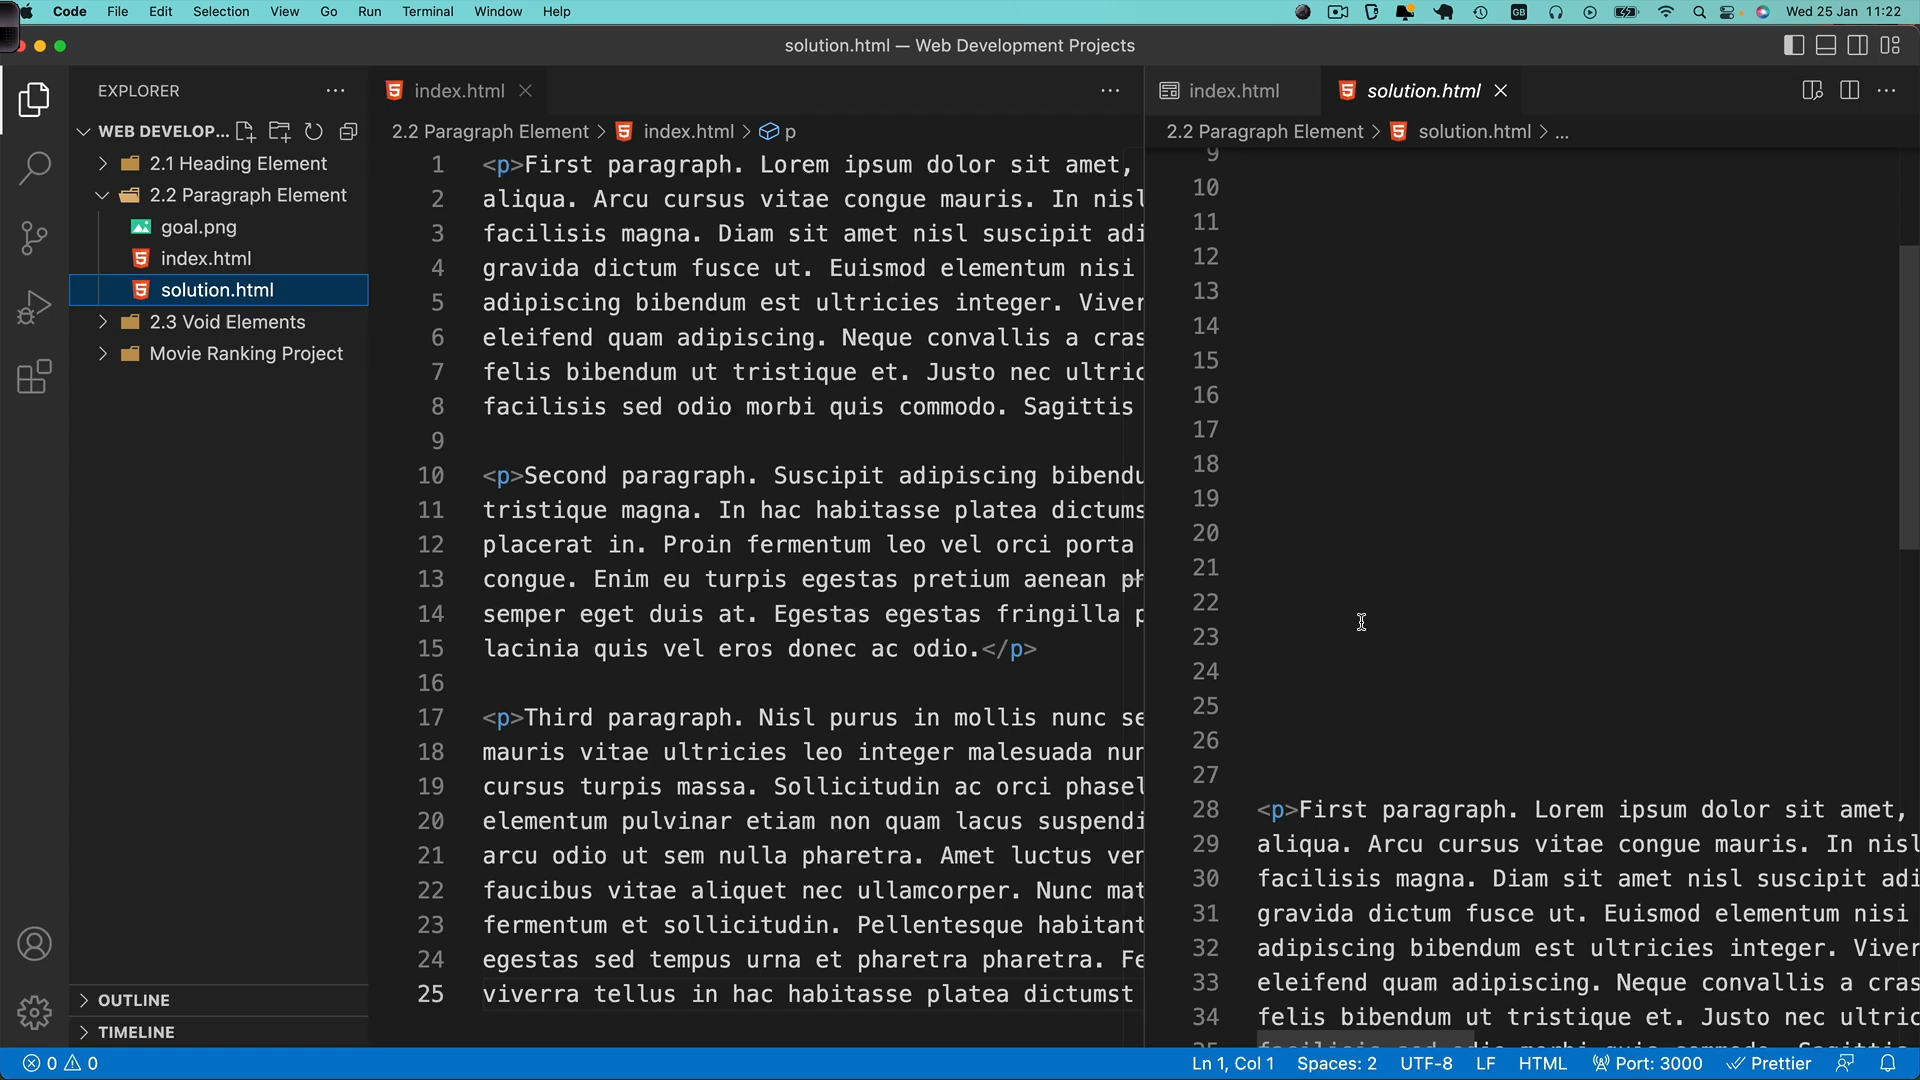 Code File Edit Selection View Go Run Terminal Window Help GB Wed 25 Jan 11:22
solution.html — Web Development Projects
EXPLORER
WEB DEVELOP...
2.1 Heading Element
2.2 Paragraph Element
goal.png
index.html
solution.html
2.3 Void Elements
Movie Ranking Project
OUTLINE
TIMELINE
index.html
2.2 Paragraph Element > index.html > p
1 <p>First paragraph. Lorem ipsum dolor sit amet,
2 aliqua. Arcu cursus vitae congue mauris. In nisl
3 facilisis magna. Diam sit amet nisl suscipit adi
4 gravida dictum fusce ut. Euismod elementum nisi
5 adipiscing bibendum est ultricies integer. Viver
6 eleifend quam adipiscing. Neque convallis a cras
7 felis bibendum ut tristique et. Justo nec ultric
8 facilisis sed odio morbi quis commodo. Sagittis
9
10 <p>Second paragraph. Suscipit adipiscing bibendu
11 tristique magna. In hac habitasse platea dictums
12 placerat in. Proin fermentum leo vel orci porta
13 congue. Enim eu turpis egestas pretium aenean ph
14 semper eget duis at. Egestas egestas fringilla p
15 lacinia quis vel eros donec ac odio.</p>
16
17 <p>Third paragraph. Nisl purus in mollis nunc se
18 mauris vitae ultricies leo integer malesuada nun
19 cursus turpis massa. Sollicitudin ac orci phasel
20 elementum pulvinar etiam non quam lacus suspendi
21 arcu odio ut sem nulla pharetra. Amet luctus ven
22 faucibus vitae aliquet nec ullamcorper. Nunc mat
23 fermentum et sollicitudin. Pellentesque habitant
24 egestas sed tempus urna et pharetra pharetra. Fe
25 viverra tellus in hac habitasse platea dictumst
index.html solution.html
2.2 Paragraph Element > solution.html > ...
9
10
11
12
13
14
15
16
17
18
19
20
21
22
23
24
25
26
27
28 <p>First paragraph. Lorem ipsum dolor sit amet,
29 aliqua. Arcu cursus vitae congue mauris. In nisl
30 facilisis magna. Diam sit amet nisl suscipit adi
31 gravida dictum fusce ut. Euismod elementum nisi
32 adipiscing bibendum est ultricies integer. Viver
33 eleifend quam adipiscing. Neque convallis a cras
34 felis bibendum ut tristique et. Justo nec ultric
0 0 Ln 1, Col 1 Spaces: 2 UTF-8 LF HTML Port: 3000 Prettier